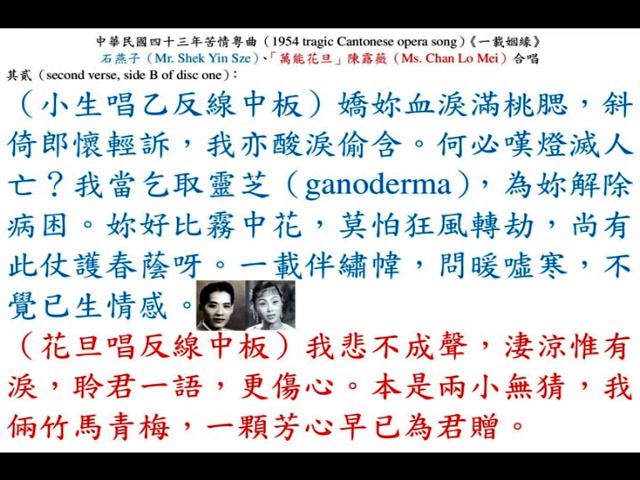 中華民國四十三年苦情粵曲（1954 tragic Cantonese opera song）《一載姻緣》
石燕子（Mr. Shek Yin Sze）、「萬能花旦」陳露薇（Ms. Chan Lo Mei）合唱
其貳（second verse, side B of disc one）：
（小生唱乙反線中板）嬌妳血淚滿桃腮，斜
倚郎懷輕訴，我亦酸淚偷含。何必嘆燈滅人
亡？我當乞取靈芝（ganoderma），為妳解除
病困。妳好比霧中花，莫怕狂風轉劫，尚有
此仗護春蔭呀。一載伴繡幃，問暖噓寒，不
覺已生情感。
（花旦唱反線中板）我悲不成聲，淒涼惟有
淚，聆君一語，更傷心。本是兩小無猜，我
倆竹馬青梅，一顆芳心早已為君贈。